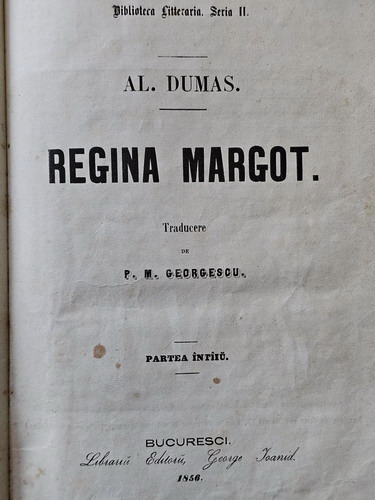 Biblioteca Litteraria. Seria II.
AL. DUMAS.
REGINA MARGOT.
Traducere
DE
P. M. GEORGESCU.
PARTEA ÎNTÎIŬ.
BUCURESCI.
Librariŭ Editorŭ, George Ioanid.
1856.